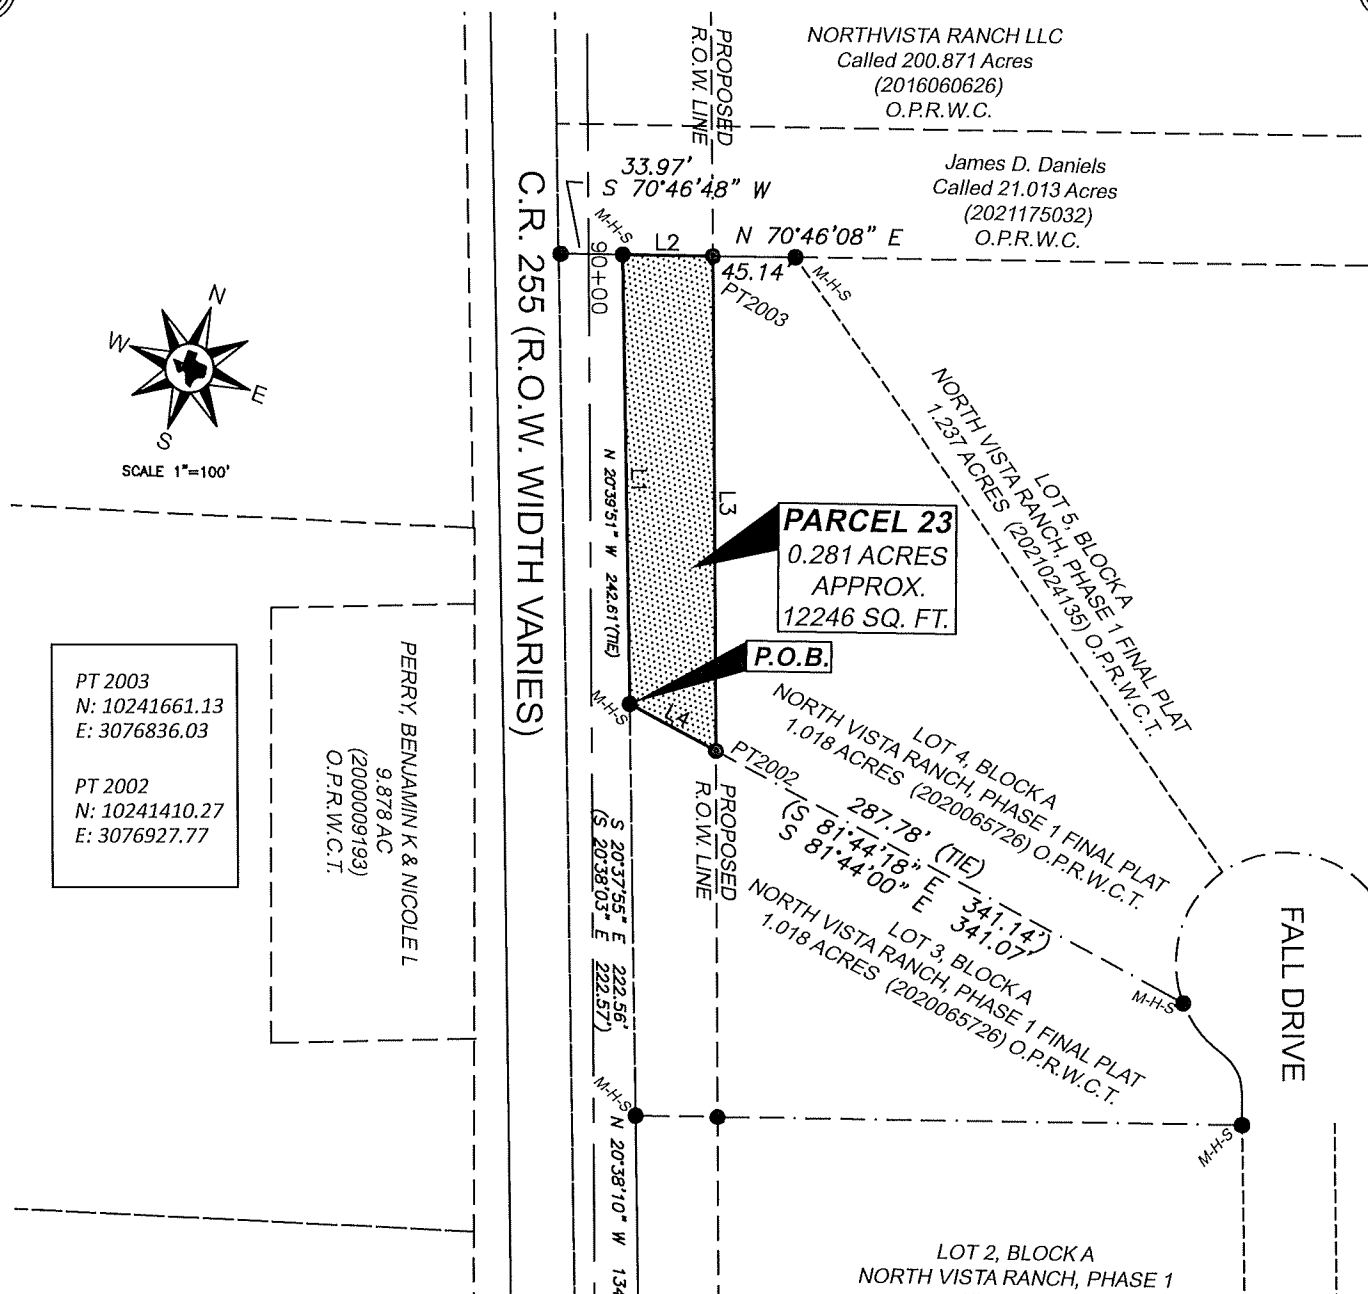 NORTHVISTA RANCH LLC
Called 200.871 Acres
(2016060626)
O.P.R.W.C.
PROPOSED
R.O.W. LINE
James D. Daniels
Called 21.013 Acres
(2021175032)
O.P.R.W.C.
33.97'
S 70°46'48" W
M-H-S
L2
N 70°46'08" E
45.14'
M-H-S
PT2003
90+00
C.R. 255 (R.O.W. WIDTH VARIES)
N
W
E
S
SCALE 1"=100'
N 20°39'51" W 242.61'(TIE)
L1
L3
PARCEL 23
0.281 ACRES
APPROX.
12246 SQ. FT.
P.O.B.
LOT 5, BLOCK A
NORTH VISTA RANCH, PHASE 1 FINAL PLAT
1.237 ACRES (2021024135) O.P.R.W.C.T.
M-H-S
L4
PT2002
PT 2003
N: 10241661.13
E: 3076836.03
PT 2002
N: 10241410.27
E: 3076927.77
PERRY, BENJAMIN K & NICOLE L
9.878 AC
(2000009193)
O.P.R.W.C.T.
LOT 4, BLOCK A
NORTH VISTA RANCH, PHASE 1 FINAL PLAT
1.018 ACRES (2020065726) O.P.R.W.C.T.
287.78' (TIE)
(S 81°44'18" E 341.14')
S 81°44'00" E 341.07'
PROPOSED
R.O.W. LINE
LOT 3, BLOCK A
NORTH VISTA RANCH, PHASE 1 FINAL PLAT
1.018 ACRES (2020065726) O.P.R.W.C.T.
S 20°37'55" E 222.56'
(S 20°38'03" E 222.57')
M-H-S
FALL DRIVE
M-H-S
M-H-S
N 20°38'10" W 134
LOT 2, BLOCK A
NORTH VISTA RANCH, PHASE 1